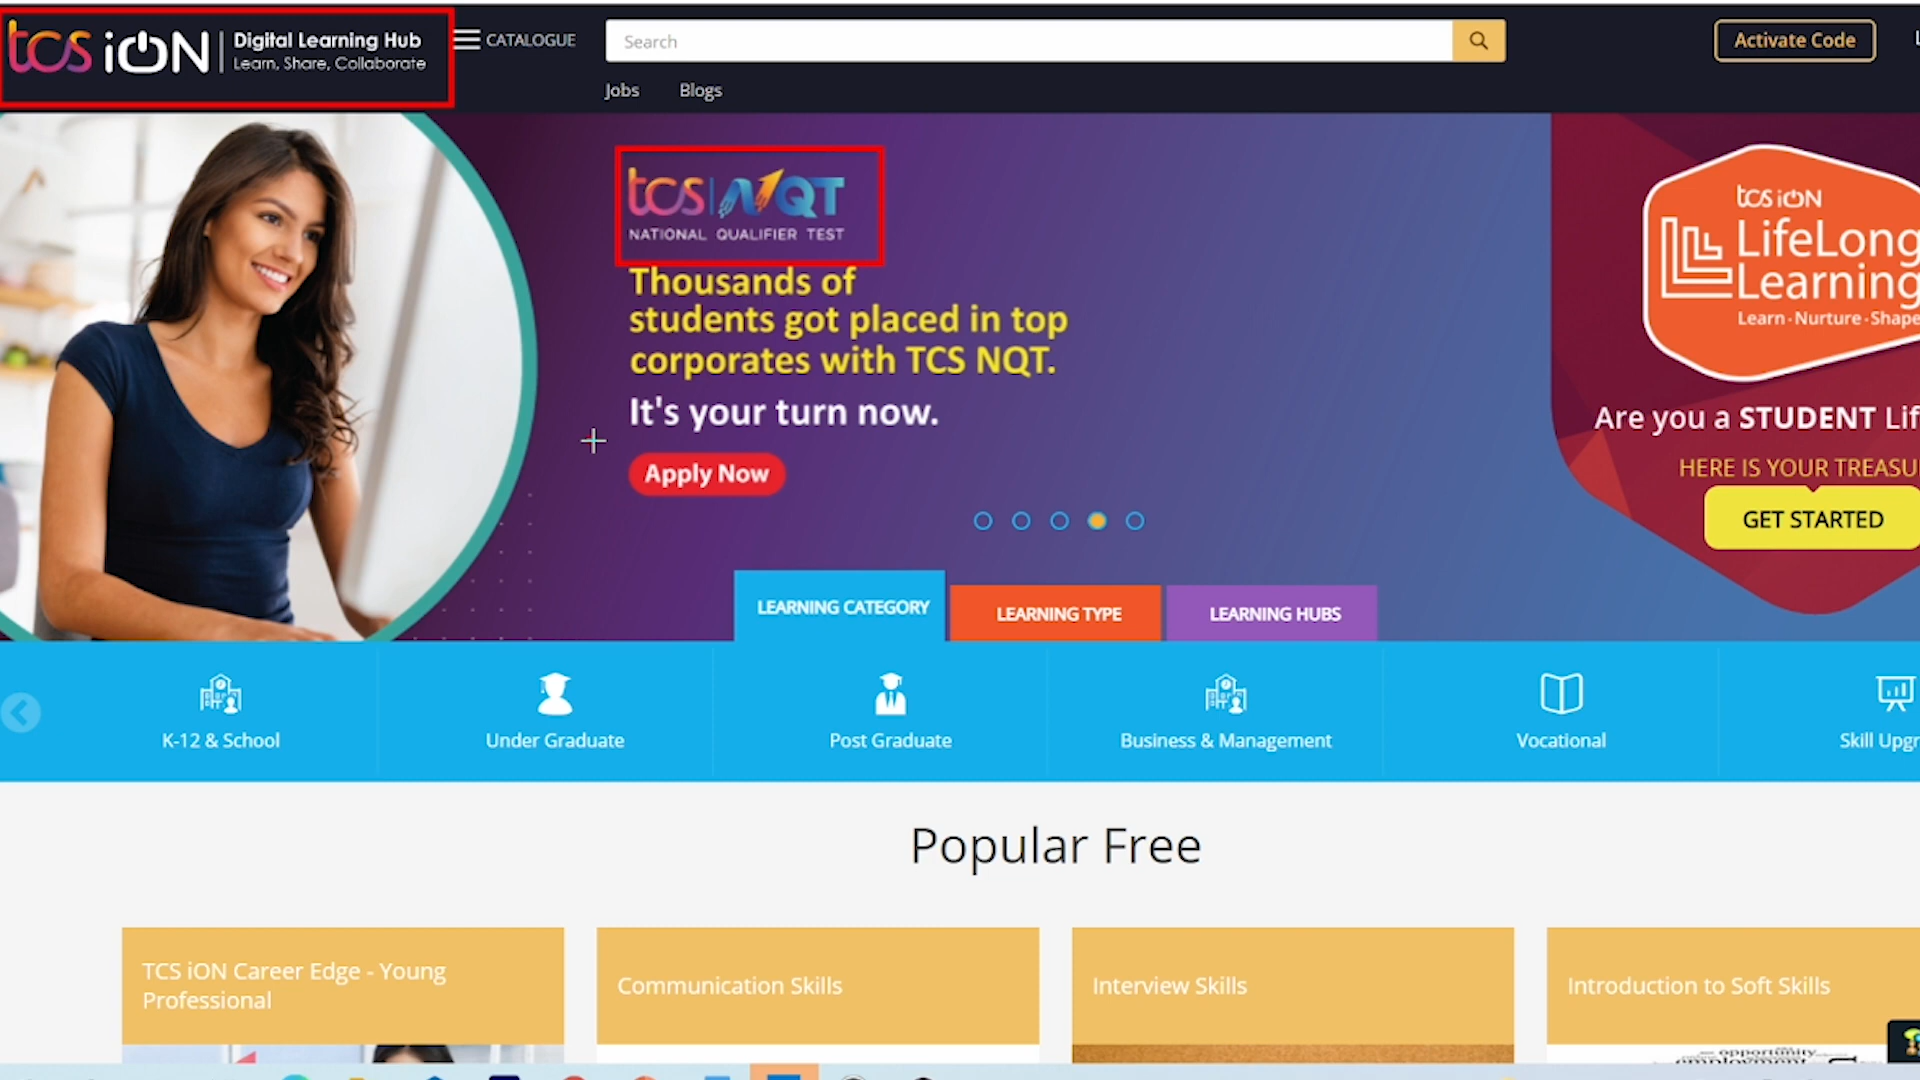 tcs iON | Digital Learning Hub
Learn, Share, Collaborate
CATALOGUE
Search
Activate Code
Jobs Blogs
tcs | NQT
NATIONAL QUALIFIER TEST
Thousands of
students got placed in top
corporates with TCS NQT.
It's your turn now.
Apply Now
tcs iON
LifeLong
Learning
Learn - Nurture - Shape
Are you a STUDENT
HERE IS YOUR
GET STARTED
LEARNING CATEGORY
LEARNING TYPE
LEARNING HUBS
K-12 & School
Under Graduate
Post Graduate
Business & Management
Vocational
Skill
Popular Free
TCS iON Career Edge - Young
Professional
Communication Skills
Interview Skills
Introduction to Soft Skills
opportunity